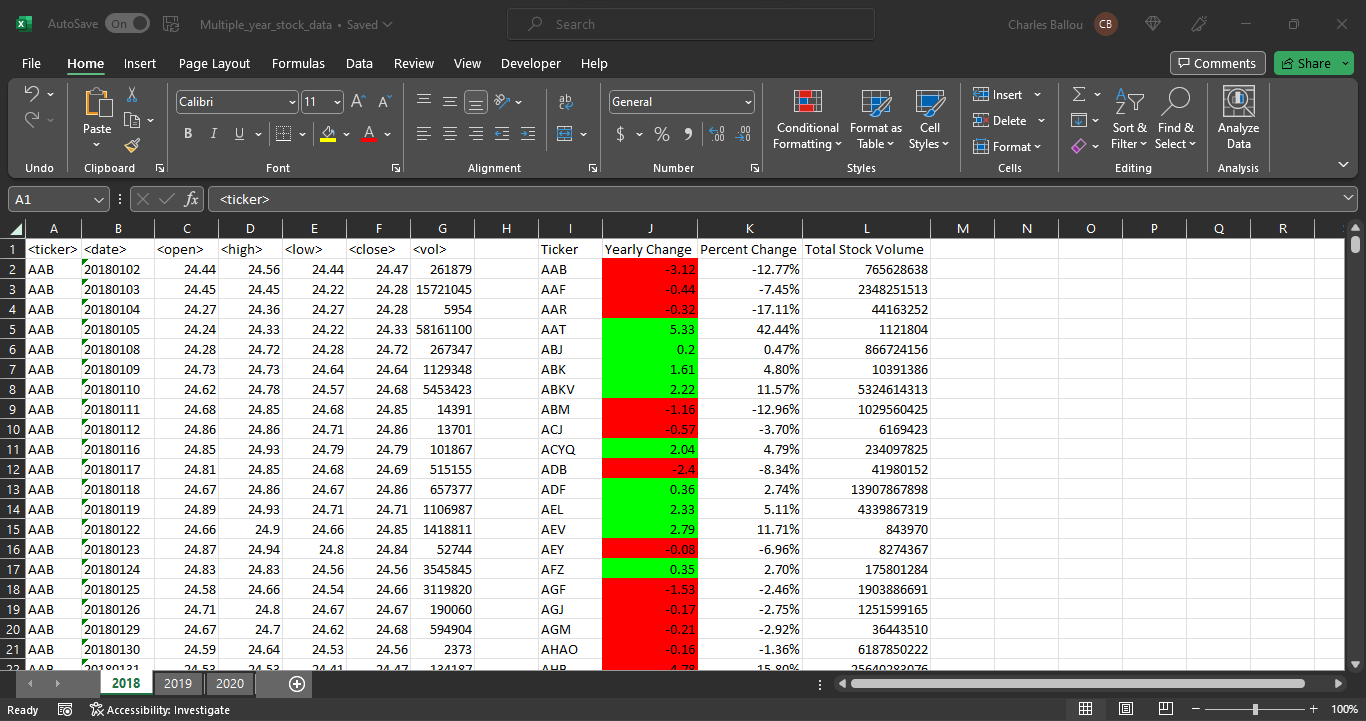 AutoSave On Multiple_year_stock_data • Saved Search Charles Ballou CB
File Home Insert Page Layout Formulas Data Review View Developer Help Comments Share
Calibri 11 General
Paste
B I U $ % 9
Conditional Formatting
Format as Table
Cell Styles
Insert
Delete
Format
Sort & Filter
Find & Select
Analyze Data
Undo Clipboard Font Alignment Number Styles Cells Editing Analysis
A1 fx <ticker>
A B C D E F G H I J K L M N O P Q R
1 <ticker> <date> <open> <high> <low> <close> <vol> Ticker Yearly Change Percent Change Total Stock Volume
2 AAB 20180102 24.44 24.56 24.44 24.47 261879 AAB -3.12 -12.77% 765628638
3 AAB 20180103 24.45 24.45 24.22 24.28 15721045 AAF -0.44 -7.45% 2348251513
4 AAB 20180104 24.27 24.36 24.27 24.28 5954 AAR -0.32 -17.11% 44163252
5 AAB 20180105 24.24 24.33 24.22 24.33 58161100 AAT 5.33 42.44% 1121804
6 AAB 20180108 24.28 24.72 24.28 24.72 267347 ABJ 0.2 0.47% 866724156
7 AAB 20180109 24.73 24.73 24.64 24.64 1129348 ABK 1.61 4.80% 10391386
8 AAB 20180110 24.62 24.78 24.57 24.68 5453423 ABKV 2.22 11.57% 5324614313
9 AAB 20180111 24.68 24.85 24.68 24.85 14391 ABM -1.16 -12.96% 1029560425
10 AAB 20180112 24.86 24.86 24.71 24.86 13701 ACJ -0.57 -3.70% 6169423
11 AAB 20180116 24.85 24.93 24.79 24.79 101867 ACYQ 2.04 4.79% 234097825
12 AAB 20180117 24.81 24.85 24.68 24.69 515155 ADB -2.4 -8.34% 41980152
13 AAB 20180118 24.67 24.86 24.67 24.86 657377 ADF 0.36 2.74% 13907867898
14 AAB 20180119 24.89 24.93 24.71 24.71 1106987 AEL 2.33 5.11% 4339867319
15 AAB 20180122 24.66 24.9 24.66 24.85 1418811 AEV 2.79 11.71% 843970
16 AAB 20180123 24.87 24.94 24.8 24.84 52744 AEY -0.08 -6.96% 8274367
17 AAB 20180124 24.83 24.83 24.56 24.56 3545845 AFZ 0.35 2.70% 175801284
18 AAB 20180125 24.58 24.66 24.54 24.66 3119820 AGF -1.53 -2.46% 1903886691
19 AAB 20180126 24.71 24.8 24.67 24.67 190060 AGJ -0.17 -2.75% 1251599165
20 AAB 20180129 24.67 24.7 24.62 24.68 594904 AGM -0.21 -2.92% 36443510
21 AAB 20180130 24.59 24.64 24.53 24.56 2373 AHAO -0.16 -1.36% 6187850222
22 AAB 20180131 24.53 24.53 24.41 24.47
2018 2019 2020
Ready Accessibility: Investigate 100%